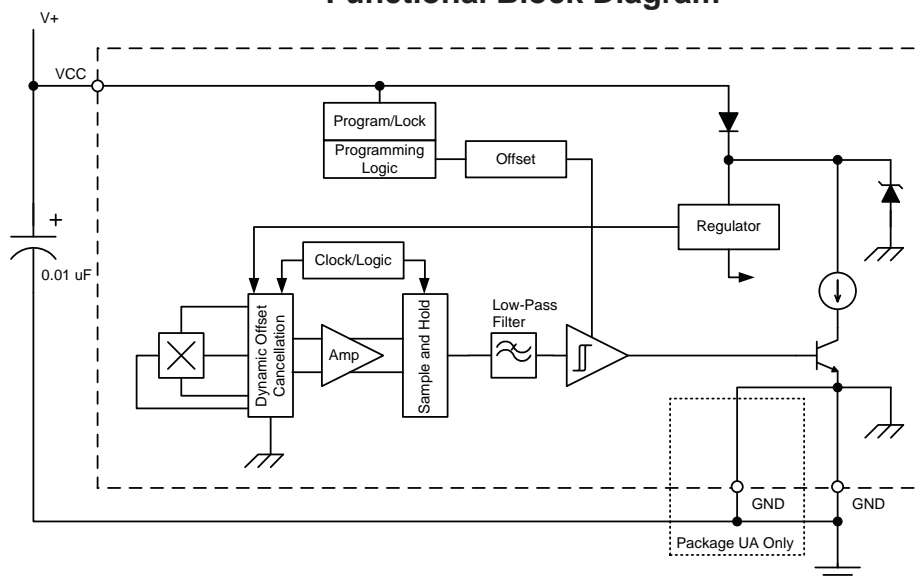 Functional Block Diagram
V+
VCC
Program/Lock
Programming
Logic
Offset
Regulator
+
0.01 uF
Clock/Logic
Low-Pass
Filter
Dynamic Offset
Cancellation
Amp
Sample and Hold
GND
GND
Package UA Only